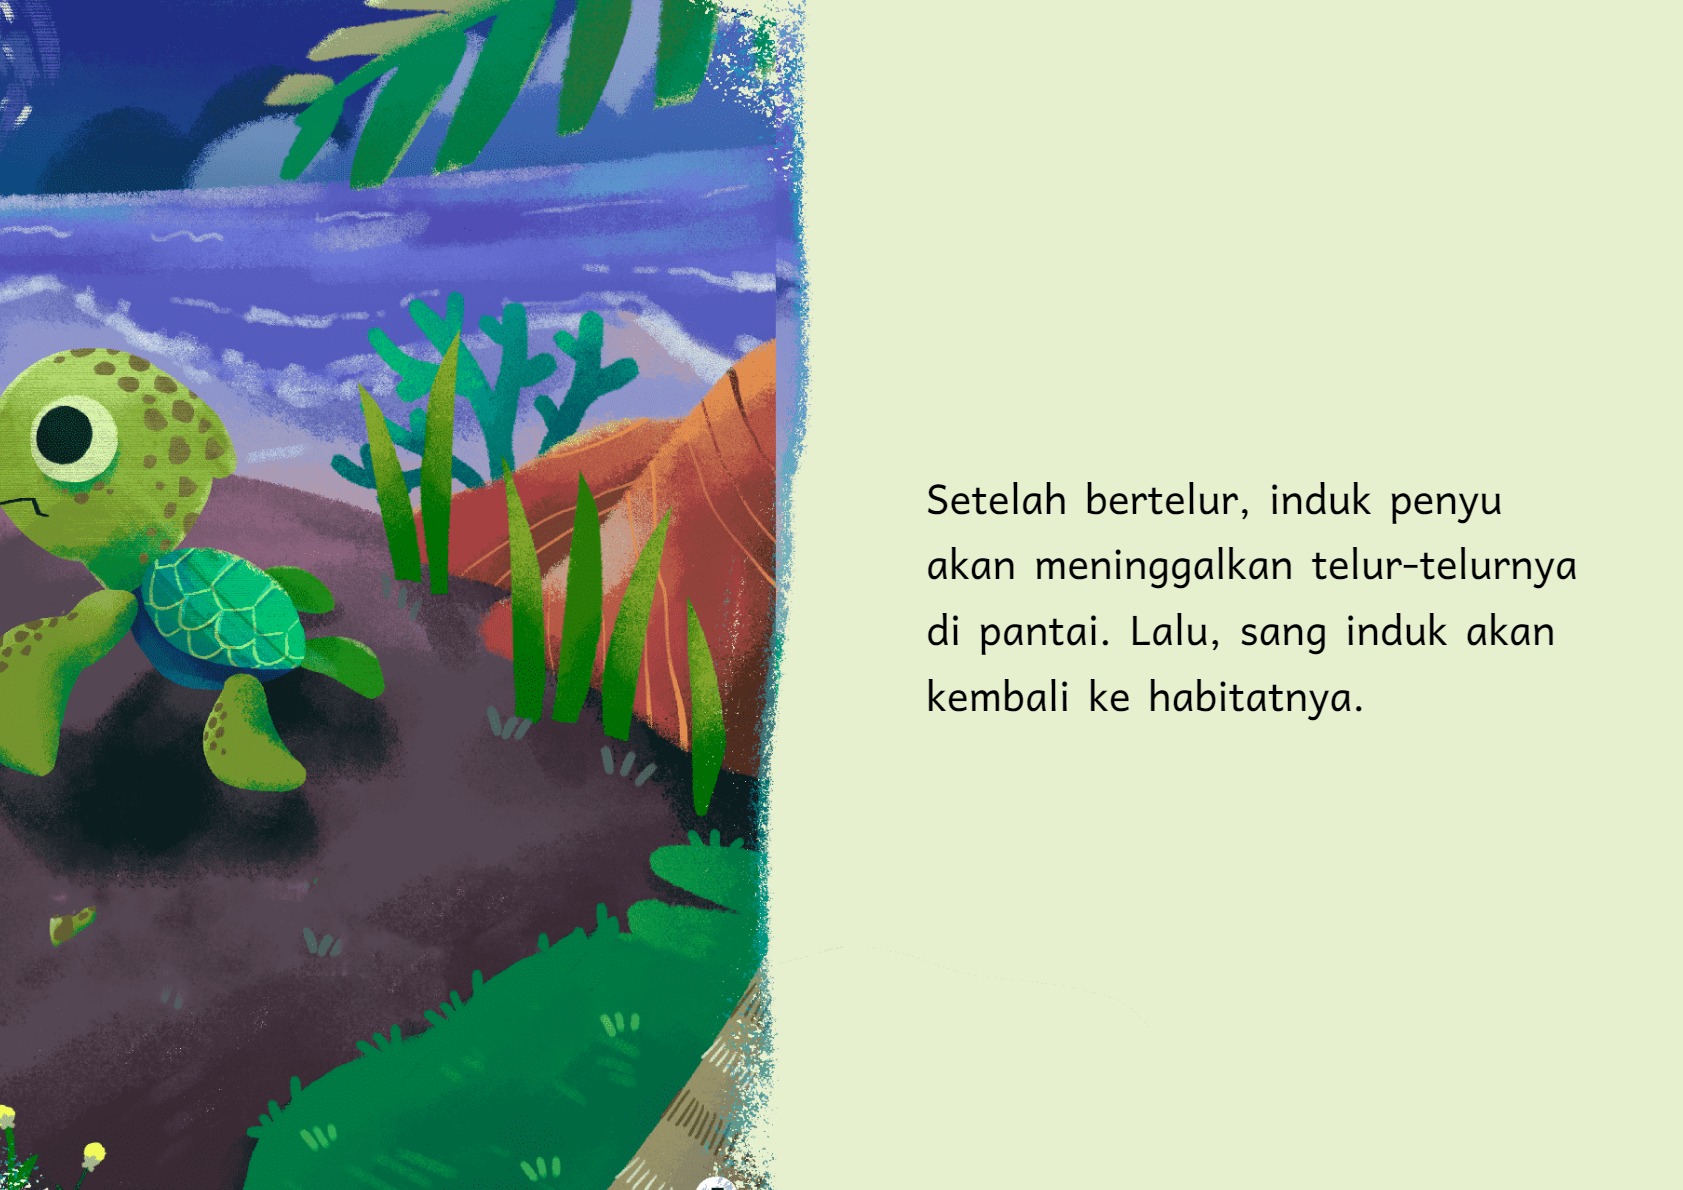 Setelah bertelur, induk penyu
akan meninggalkan telur-telurnya
di pantai. Lalu, sang induk akan
kembali ke habitatnya.